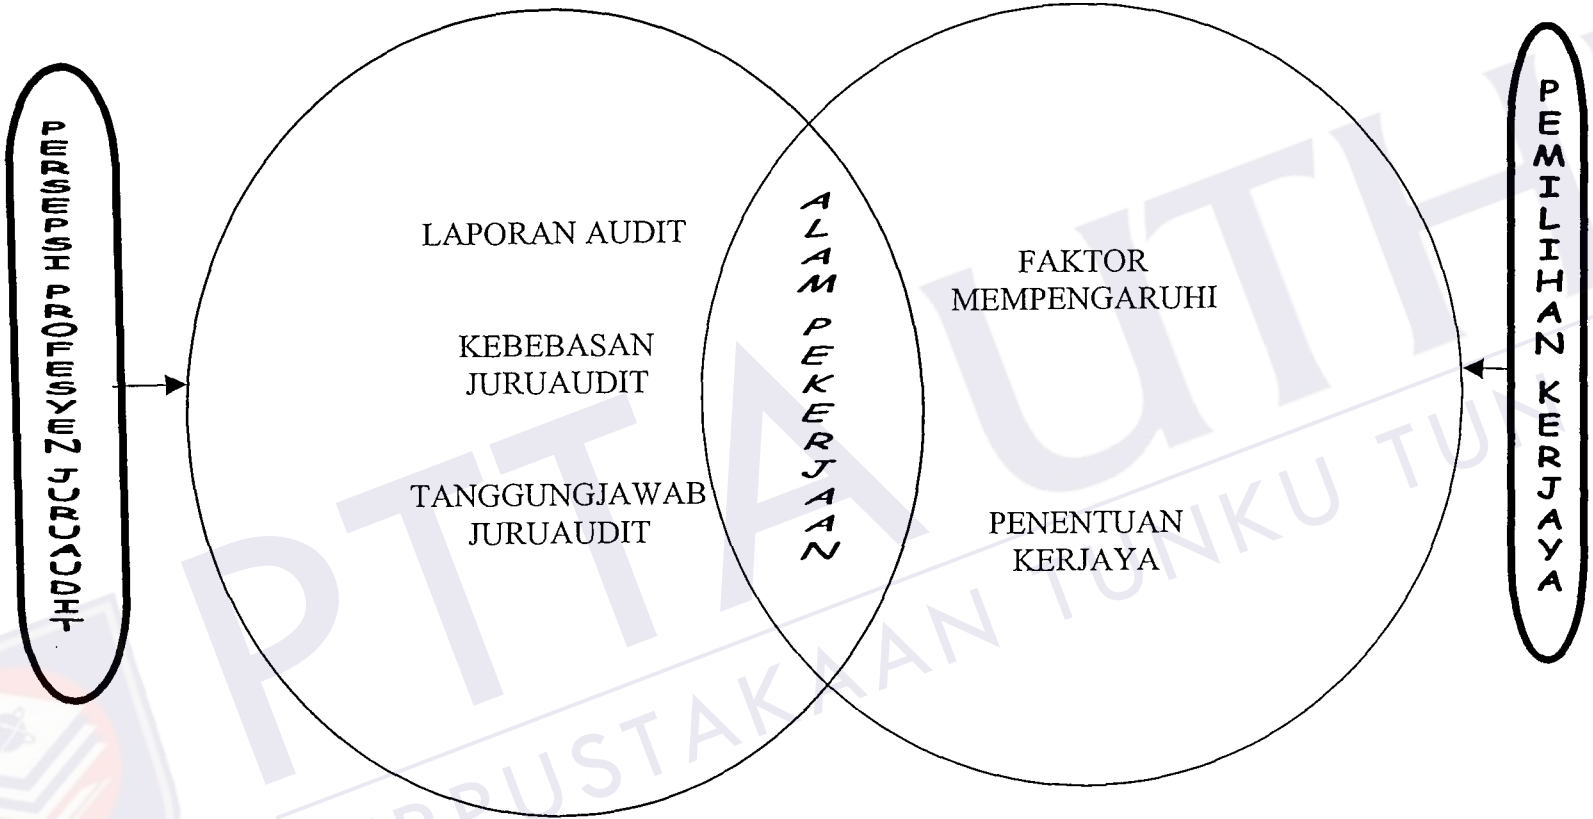 PERSEPSI PROFESYEN JURUAUDIT
LAPORAN AUDIT
KEBEBASAN
JURUAUDIT
TANGGUNGJAWAB
JURUAUDIT
ALAM PEKERJAAN
FAKTOR
MEMPENGARUHI
PENENTUAN
KERJAYA
PEMILIHAN KERJAYA
PTTA UTH
PERPUSTAKAAN TUNKU TUN